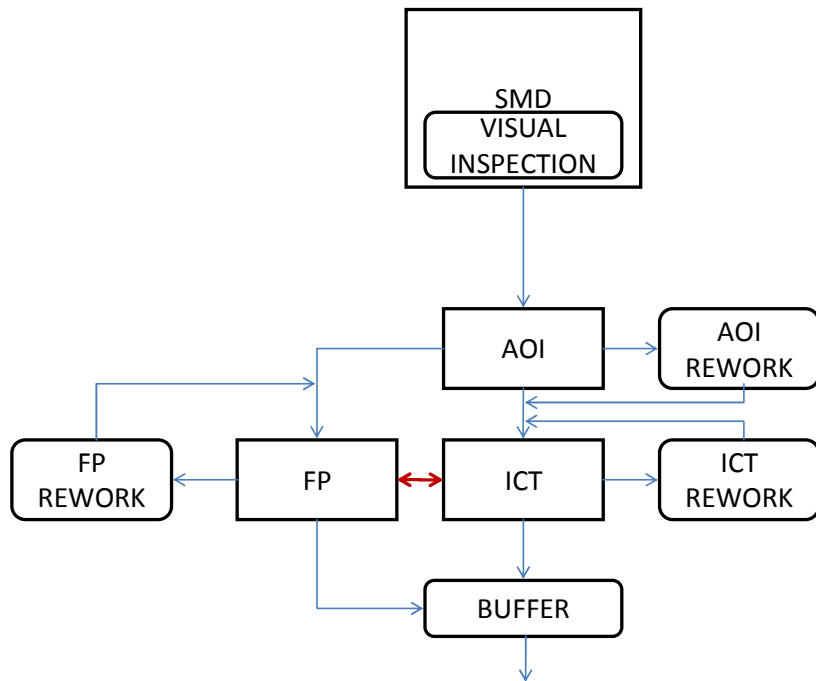 SMD
VISUAL
INSPECTION
AOI
AOI
REWORK
FP
REWORK
FP
ICT
ICT
REWORK
BUFFER